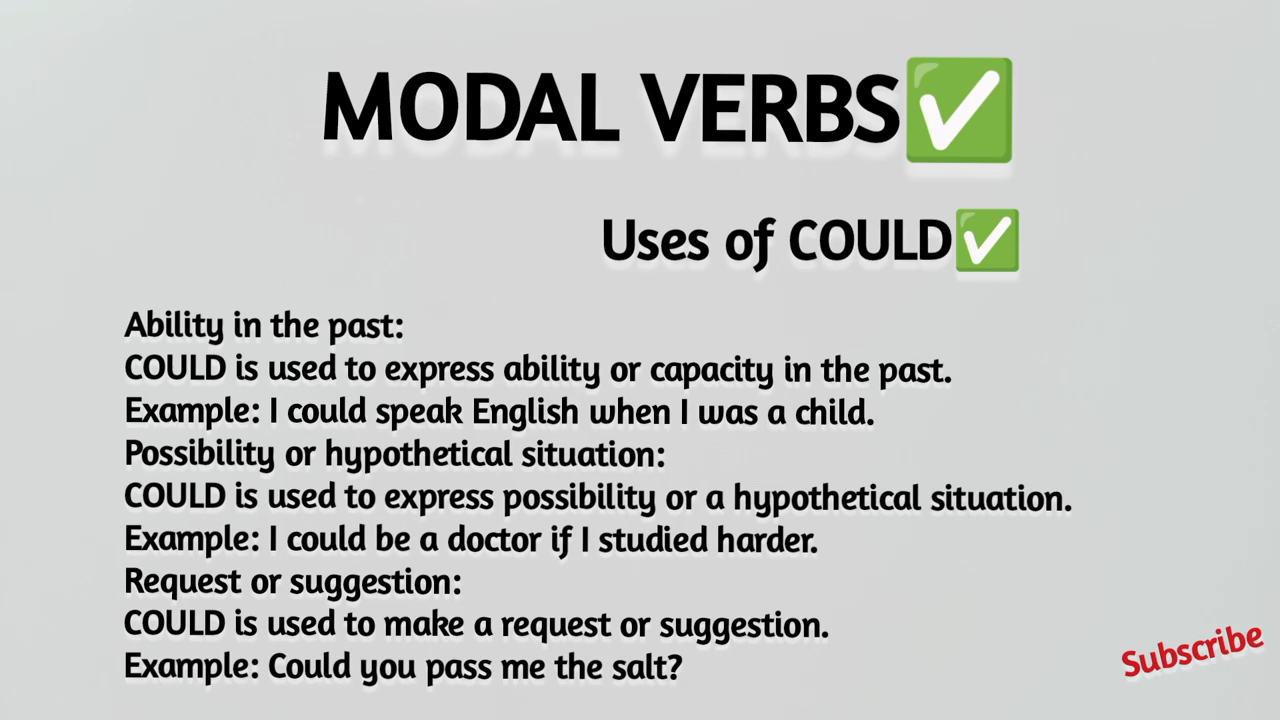 MODAL VERBS✅
Uses of COULD✅
Ability in the past:
COULD is used to express ability or capacity in the past.
Example: I could speak English when I was a child.
Possibility or hypothetical situation:
COULD is used to express possibility or a hypothetical situation.
Example: I could be a doctor if I studied harder.
Request or suggestion:
COULD is used to make a request or suggestion.
Example: Could you pass me the salt?
Subscribe